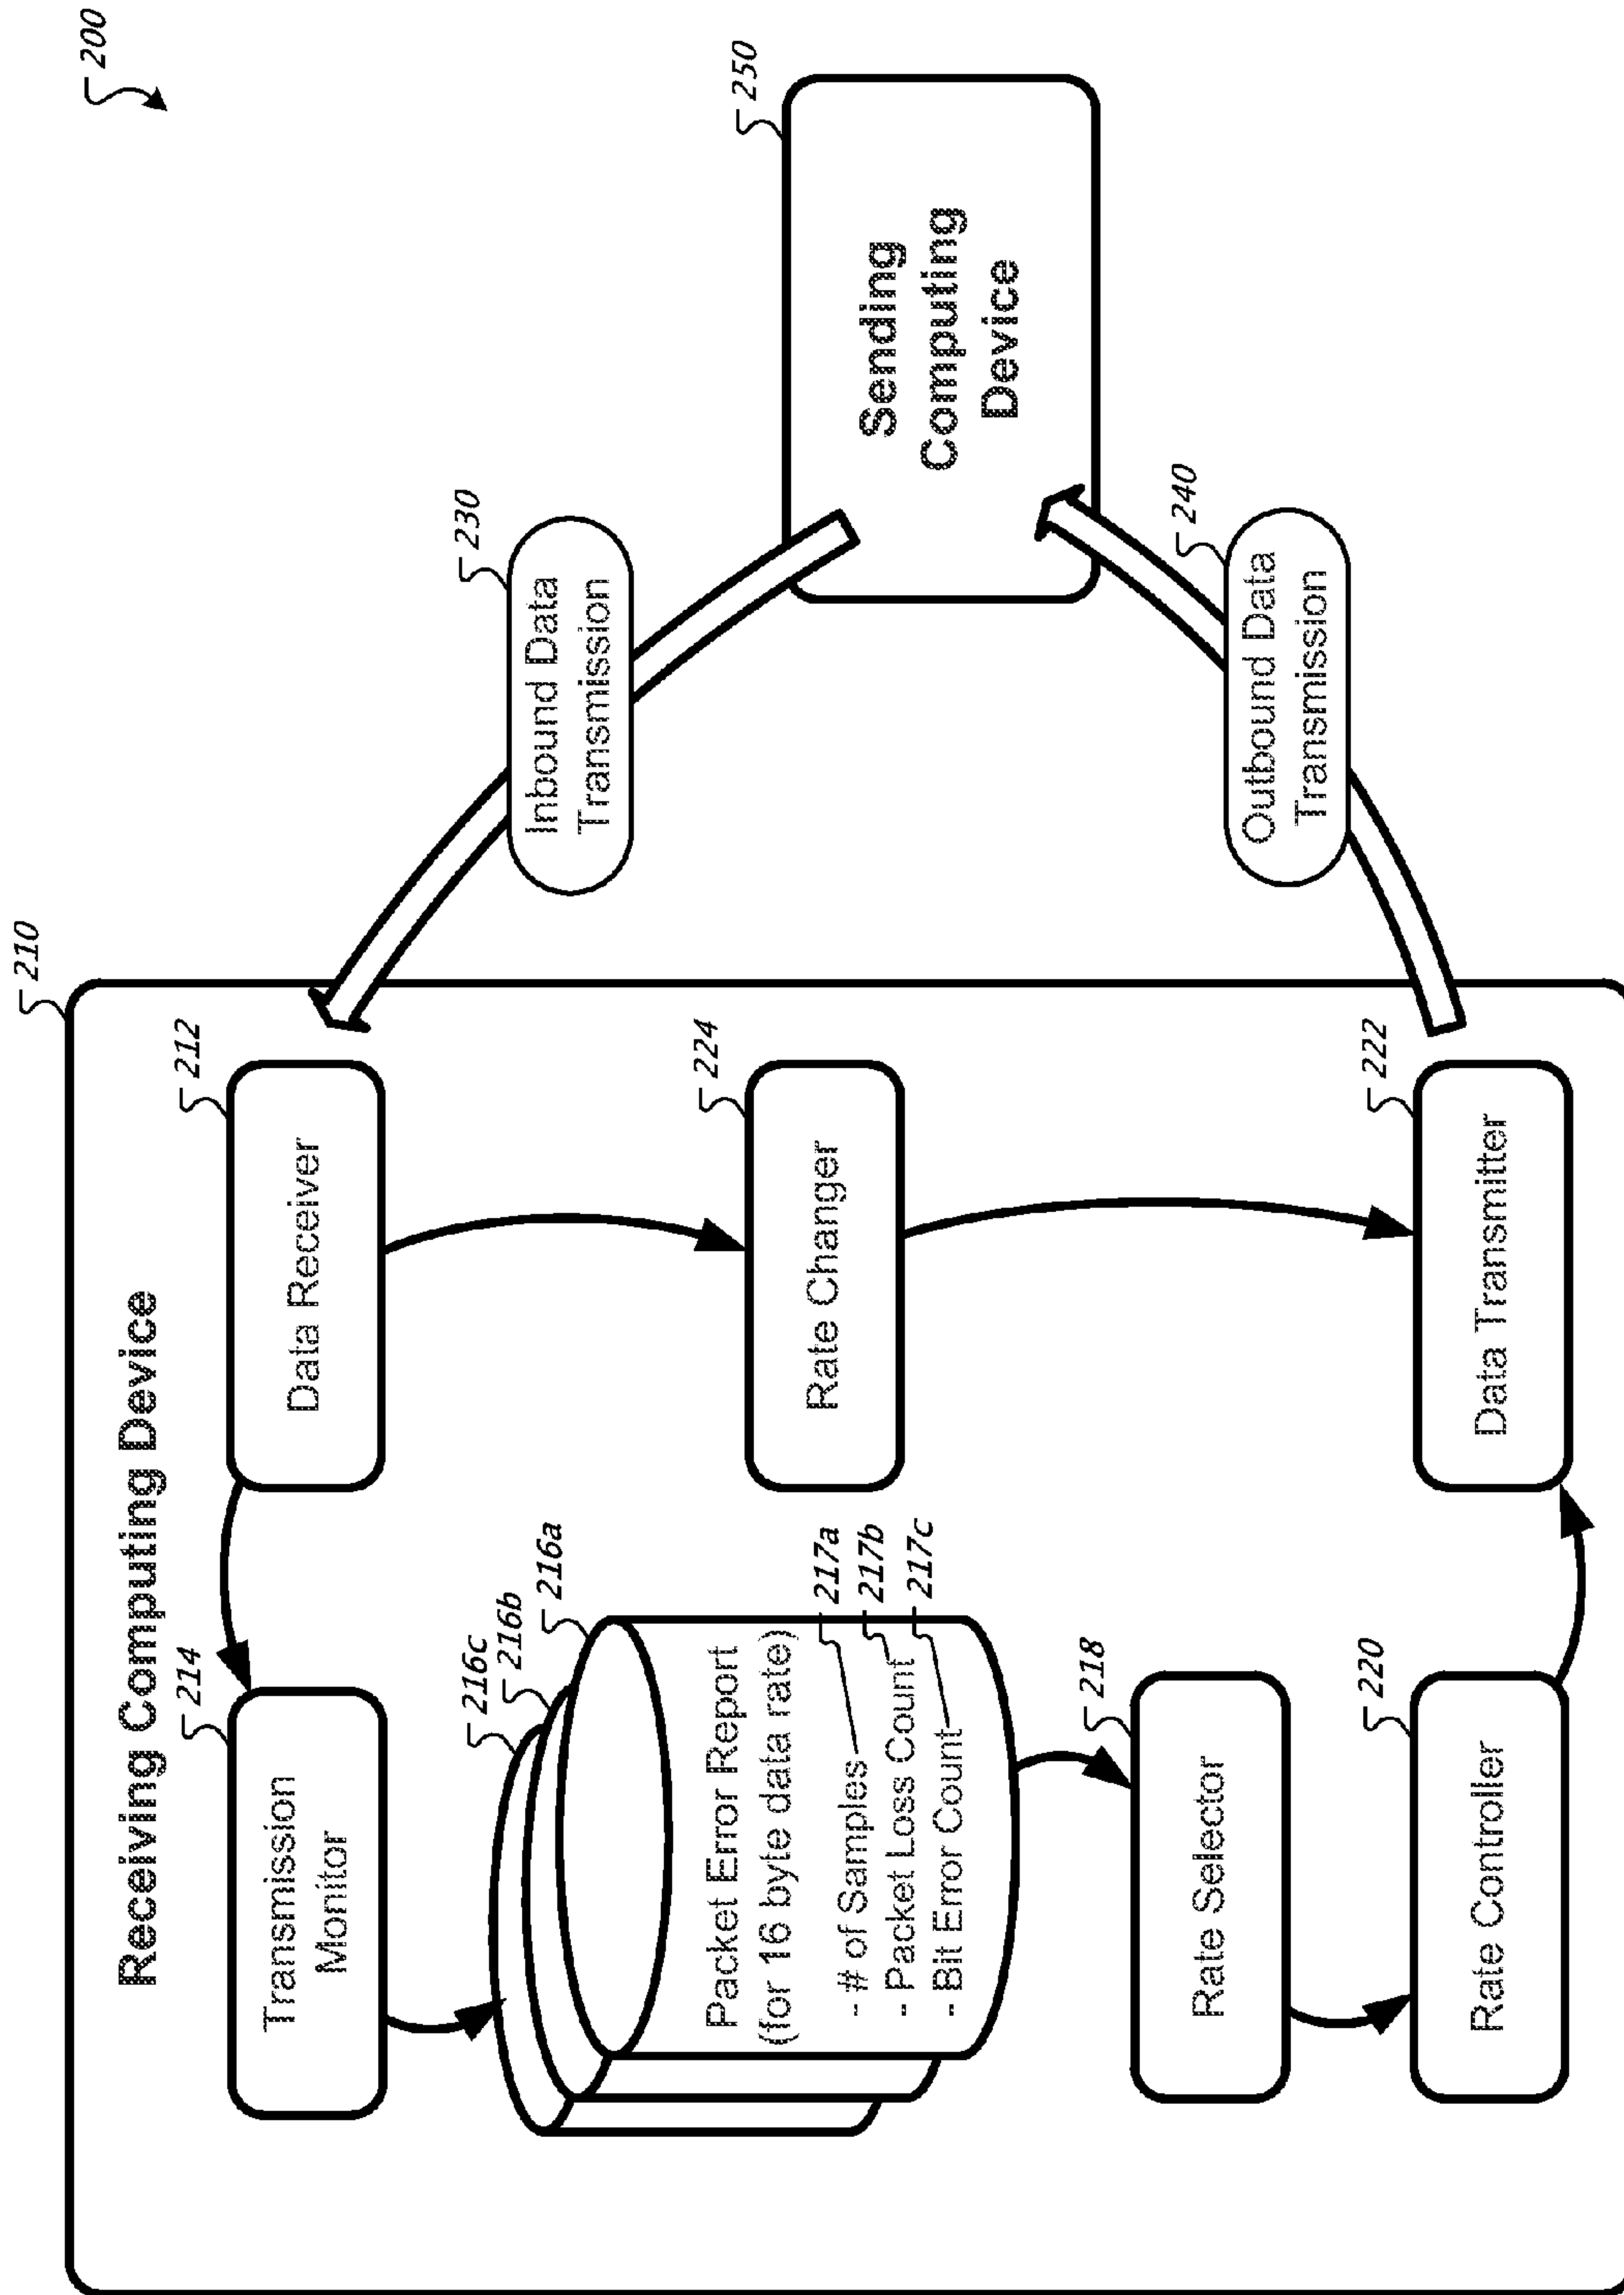 200
210
Receiving Computing Device
214
Transmission
Monitor
212
Data Receiver
230
Inbound Data
Transmission
250
Sending
Computing
Device
216c
216b
216a
Packet Error Report
(for 16 byte data rate)
- # of Samples
217a
- Packet Loss Count
217b
- Bit Error Count
217c
224
Rate Changer
218
Rate Selector
220
Rate Controller
222
Data Transmitter
240
Outbound Data
Transmission